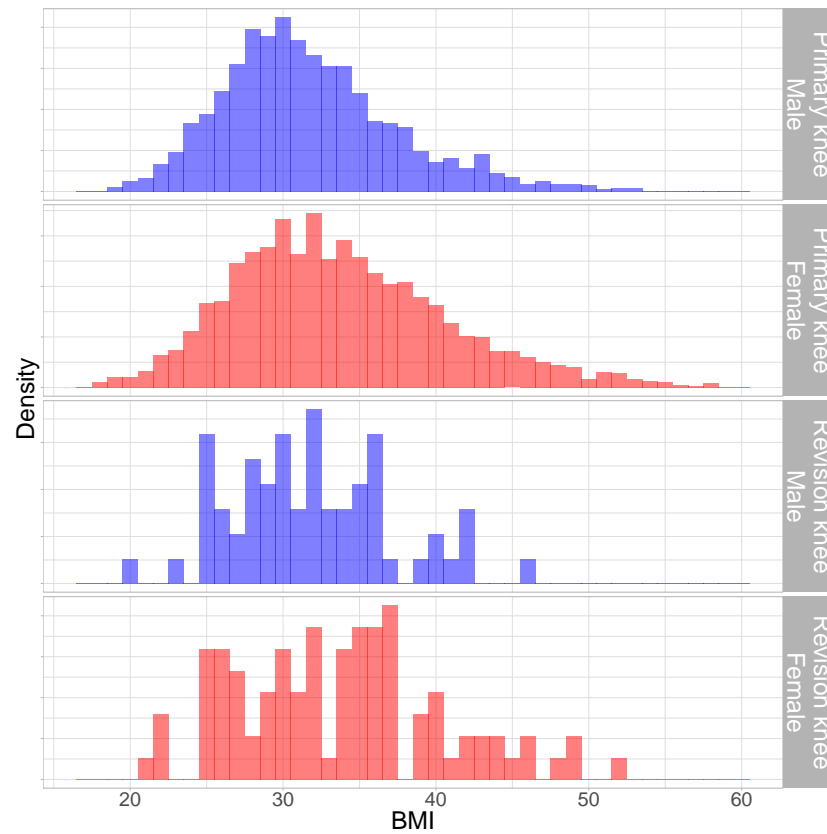 Primary knee
Male
Primary knee
Female
Revision knee
Male
Revision knee
Female
Density
20 30 40 50 60
BMI